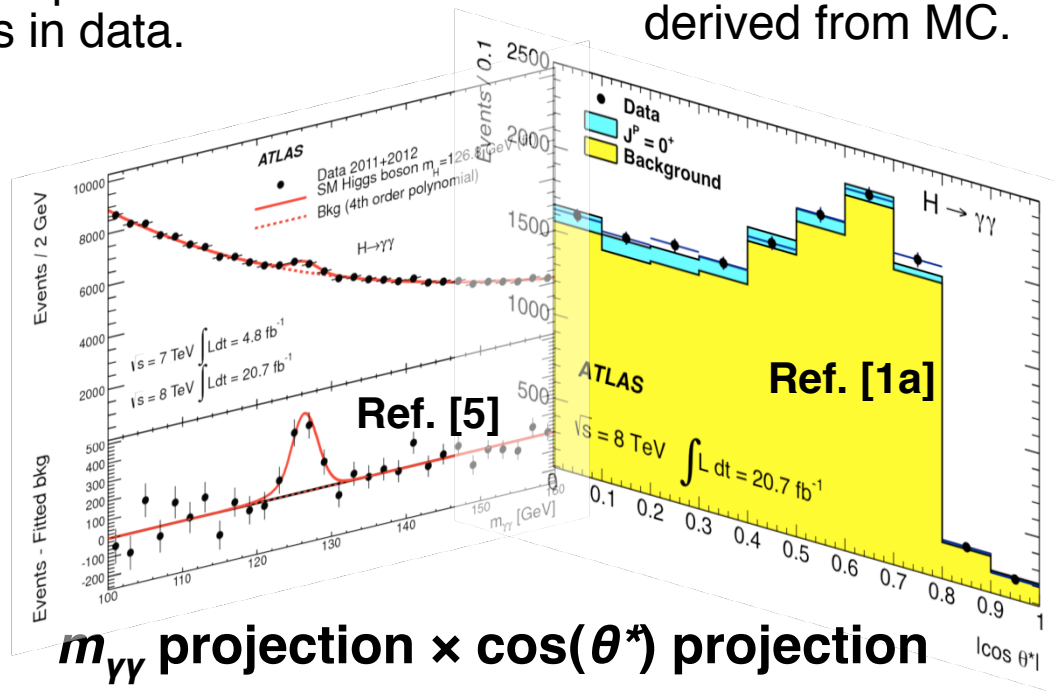 s in data.
derived from MC.
Events / 2 GeV
10000
8000
6000
4000
2000
ATLAS
Data 2011+2012
SM Higgs boson m_H=126.8 GeV
Bkg (4th order polynomial)
H→γγ
√s = 7 TeV ∫Ldt = 4.8 fb⁻¹
√s = 8 TeV ∫Ldt = 20.7 fb⁻¹
Ref. [5]
Events - Fitted bkg
500
400
300
200
100
0
-100
-200
100
110
120
130
140
150
160
m_γγ [GeV]
Events / 0.1
2500
2000
1500
1000
500
0
Data
J^P = 0⁺
Background
H → γγ
ATLAS
Ref. [1a]
√s = 8 TeV ∫L dt = 20.7 fb⁻¹
0.1
0.2
0.3
0.4
0.5
0.6
0.7
0.8
0.9
1
|cos θ*|
m_γγ projection × cos(θ*) projection